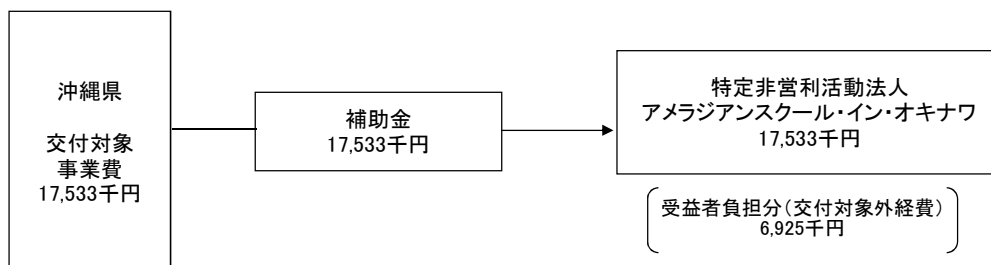 沖縄県
交付対象
事業費
17,533千円
補助金
17,533千円
特定非営利活動法人
アメラジアンスクール・イン・オキナワ
17,533千円
受益者負担分（交付対象外経費）
6,925千円